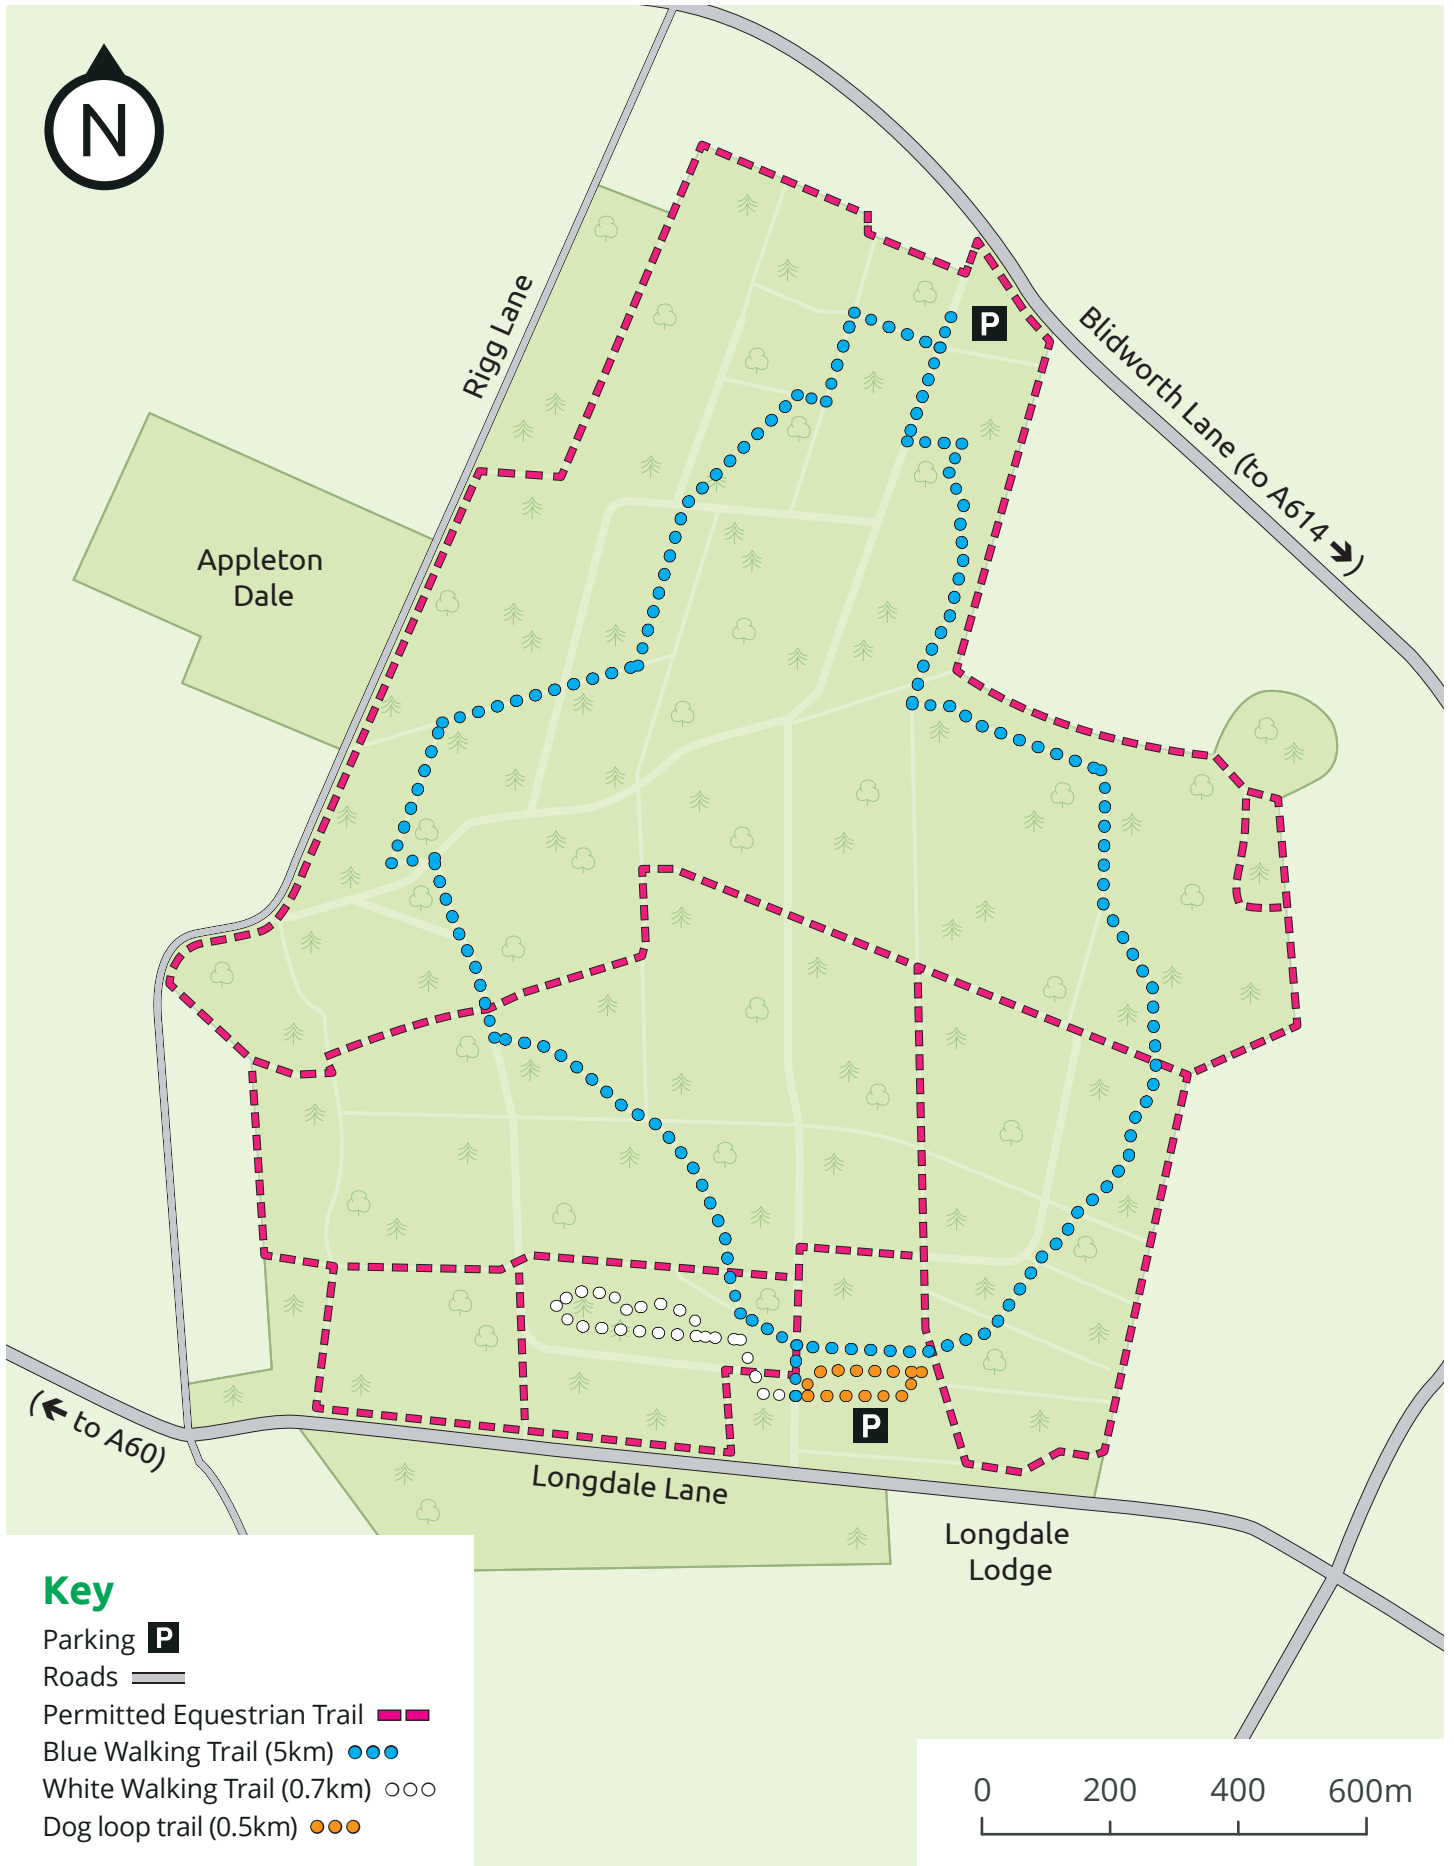 N
Rigg Lane
P
Blidworth Lane (to A614 →)
Appleton
Dale
(← to A60)
P
Longdale Lane
Longdale
Lodge
Key
Parking P
Roads
Permitted Equestrian Trail
Blue Walking Trail (5km)
White Walking Trail (0.7km)
Dog loop trail (0.5km)
0 200 400 600m